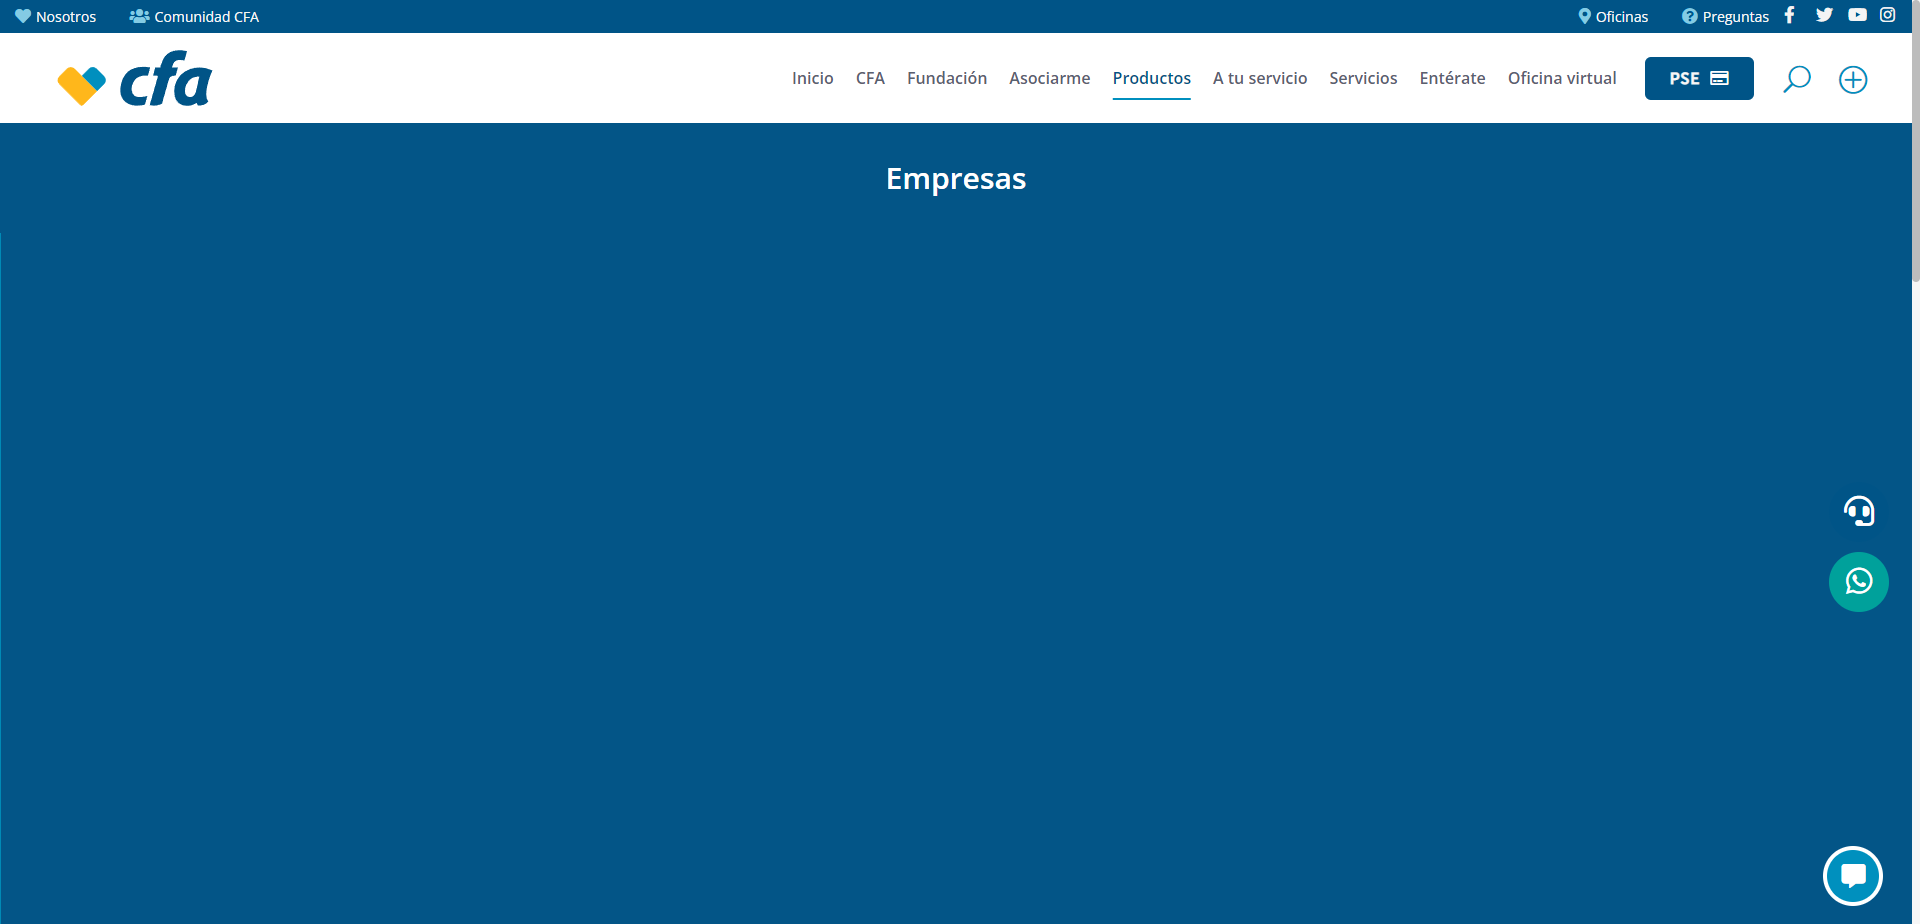 Nosotros
Comunidad CFA
Oficinas
Preguntas
cfa
Inicio
CFA
Fundación
Asociarme
Productos
A tu servicio
Servicios
Entérate
Oficina virtual
PSE
Empresas